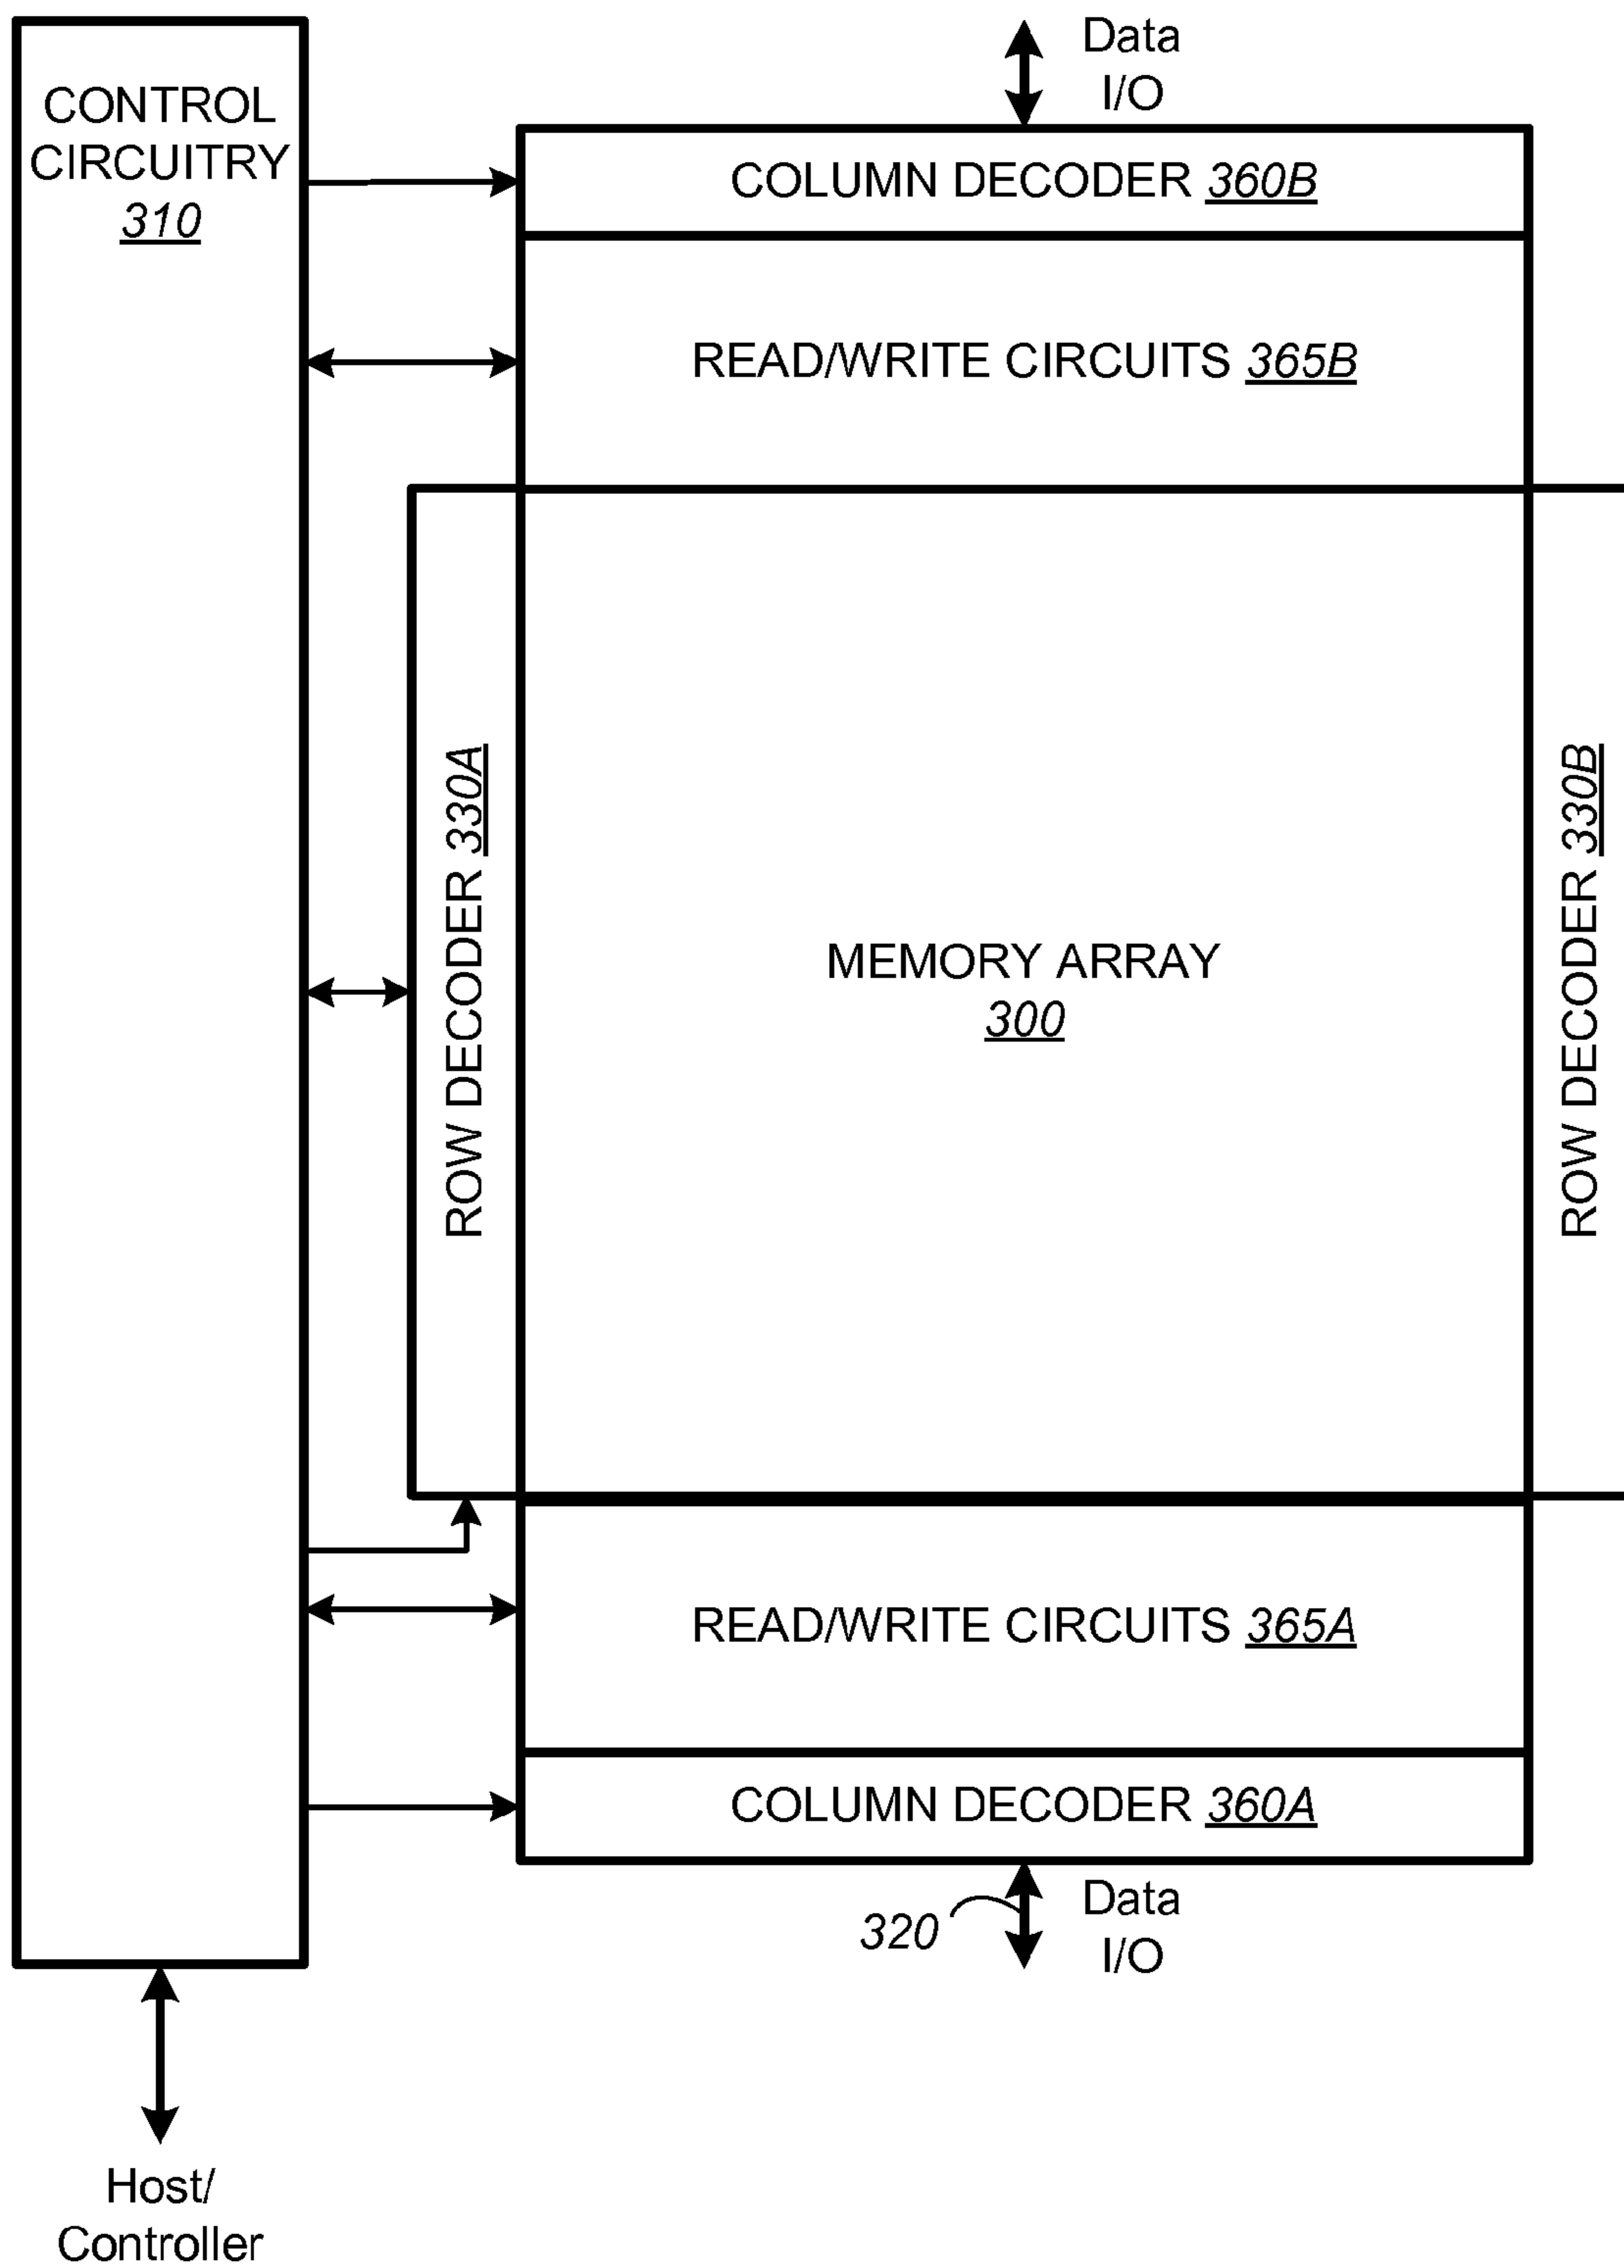 Data
I/O
CONTROL
CIRCUITRY
310
COLUMN DECODER 360B
READ/WRITE CIRCUITS 365B
ROW DECODER 330A
MEMORY ARRAY
300
ROW DECODER 330B
READ/WRITE CIRCUITS 365A
COLUMN DECODER 360A
320
Data
I/O
Host/
Controller